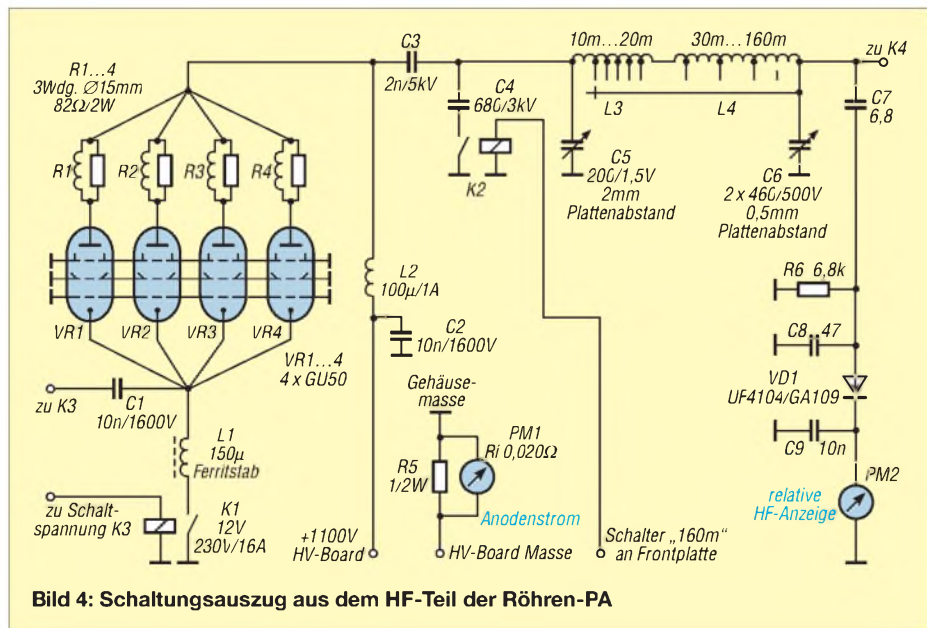 R1...4
3Wdg. Ø15mm
82Ω/2W
R1
R2
R3
R4
VR1
VR2
VR3
VR4
VR1...4
4 x GU50
zu K3
C1
10n/1600V
L1
150µ
Ferritstab
zu Schalt-
spannung K3
K1
12V
230V/16A
C3
2n/5kV
C4
680/3kV
K2
L2
100µ/1A
C2
10n/1600V
Gehäuse-
masse
PM1
Ri 0,020Ω
R5
1/2W
Anodenstrom
+1100V
HV-Board
HV-Board Masse
Schalter „160m“
an Frontplatte
10m...20m
30m...160m
L3
L4
zu K4
C5
200/1,5V
2mm
Plattenabstand
C6
2 x 460/500V
0,5mm
Plattenabstand
C7
6,8
R6 6,8k
C8 47
VD1
UF4104/GA109
C9 10n
PM2
relative
HF-Anzeige
Bild 4: Schaltungsauszug aus dem HF-Teil der Röhren-PA